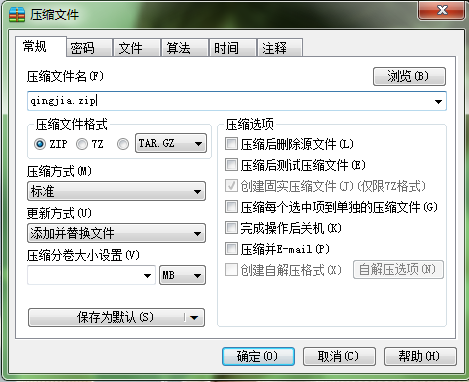 压缩文件
常规 密码 文件 算法 时间 注释
压缩文件名(F)
浏览(B)
qingjia.zip
压缩文件格式
ZIP 7Z TAR.GZ
压缩方式(M)
标准
更新方式(U)
添加并替换文件
压缩分卷大小设置(V)
MB
保存为默认(S)
压缩选项
压缩后删除源文件(L)
压缩后测试压缩文件(E)
创建固实压缩文件(J)(仅限7Z格式)
压缩每个选中项到单独的压缩文件(G)
完成操作后关机(K)
压缩并E-mail(P)
创建自解压格式(X) 自解压选项(N)
确定(O) 取消(C) 帮助(H)